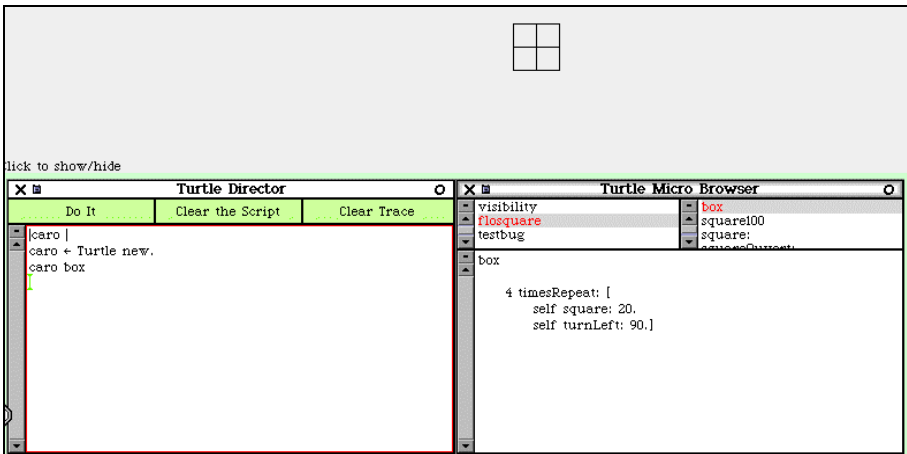 Click to show/hide
Turtle Director
Do It
Clear the Script
Clear Trace
|caro |
caro ← Turtle new.
caro box
Turtle Micro Browser
visibility
flosquare
testbug
box
square100
square:
box
4 timesRepeat: [
self square: 20.
self turnLeft: 90.]